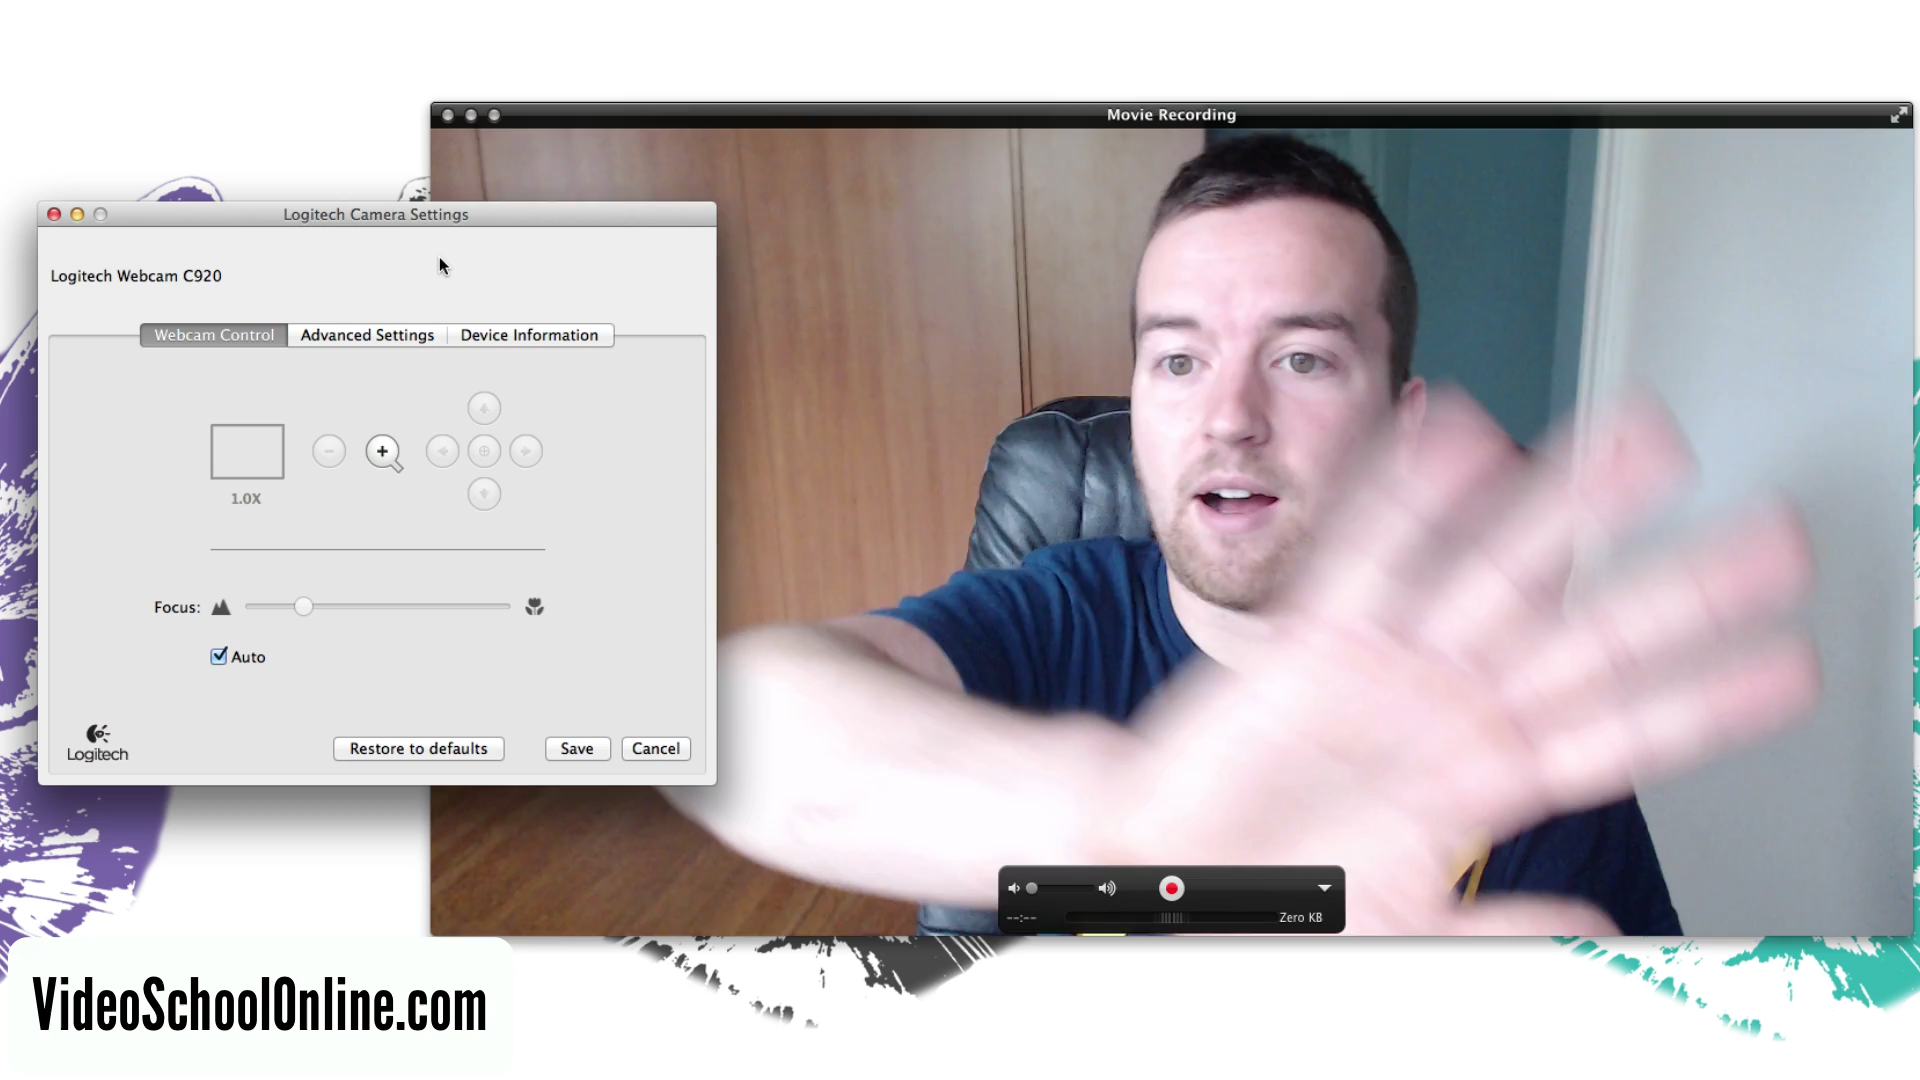 Movie Recording
Logitech Camera Settings
Logitech Webcam C920
Webcam Control
Advanced Settings
Device Information
1.0X
Focus:
Auto
Logitech
Restore to defaults
Save
Cancel
--:--
Zero KB
VideoSchoolOnline.com